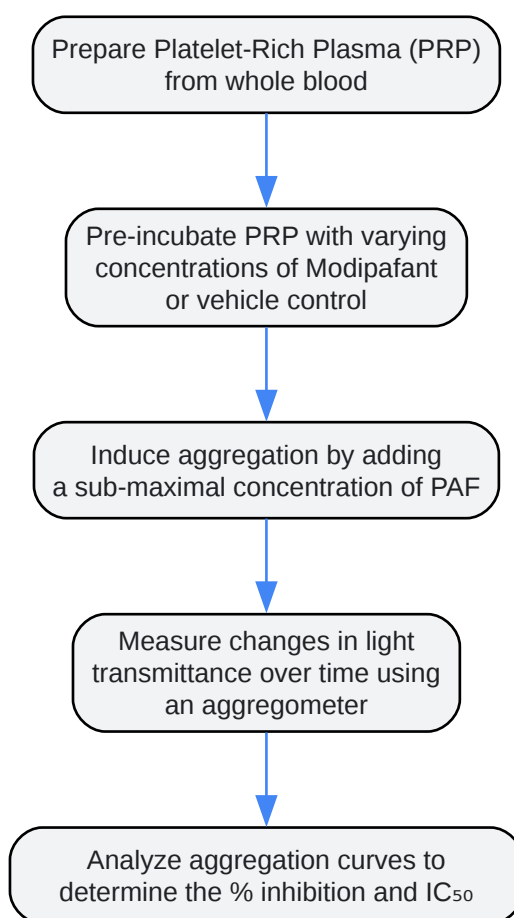 Prepare Platelet-Rich Plasma (PRP)
from whole blood
Pre-incubate PRP with varying
concentrations of Modipafant
or vehicle control
Induce aggregation by adding
a sub-maximal concentration of PAF
Measure changes in light
transmittance over time using
an aggregometer
Analyze aggregation curves to
determine the % inhibition and IC₅₀